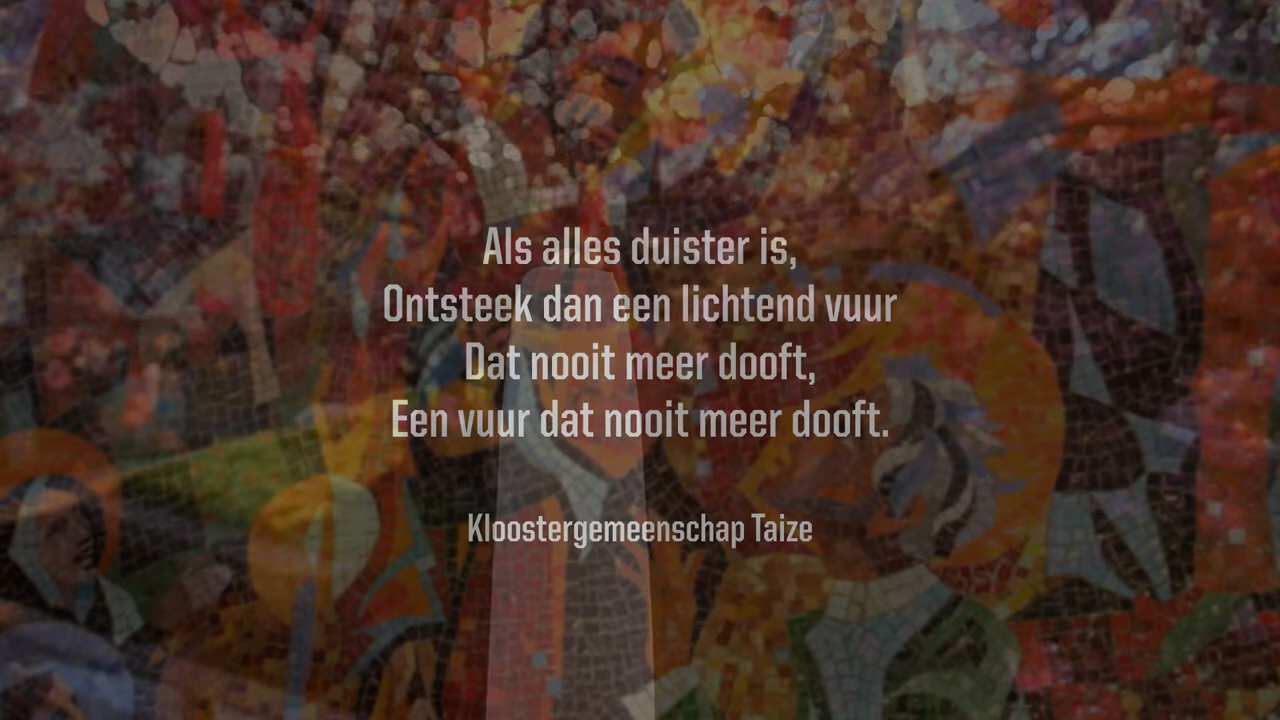 Als alles duister is,
Ontsteek dan een lichtend vuur
Dat nooit meer dooft,
Een vuur dat nooit meer dooft.
Kloostergemeenschap Taize